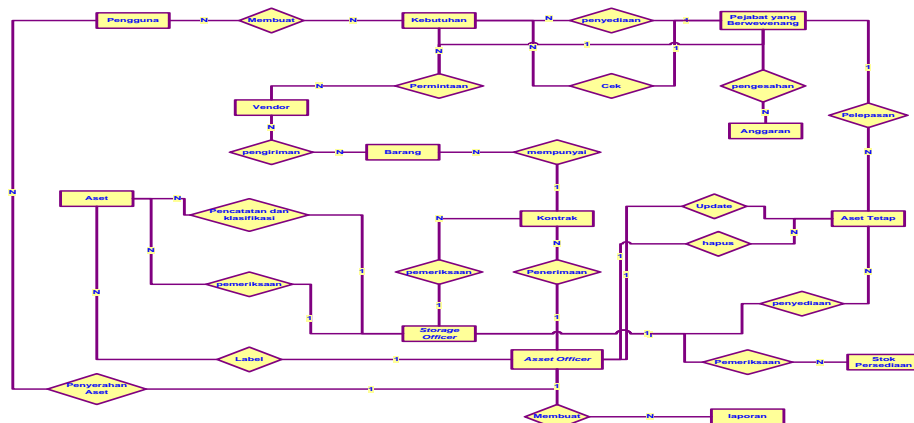 Pengguna
N
Membuat
N
Kebutuhan
N
penyediaan
1
Pejabat yang
Berwewenang
1
1
N
N
1
1
N
Permintaan
Cek
pengesahan
Vendor
N
Anggaran
Pelepasan
N
pengiriman
N
Barang
N
mempunyai
N
N
Aset
N
Pencatatan dan
klasifikasi
1
Update
N
Kontrak
N
hapus
N
Aset Tetap
N
N
1
1
pemeriksaan
pemeriksaan
Penerimaan
N
1
1
1
1
penyediaan
1
Storage
Officer
1
N
Label
1
Asset Officer
Pemeriksaan
N
Stok
Persediaan
Penyerahan
Aset
1
1
Membuat
N
laporan